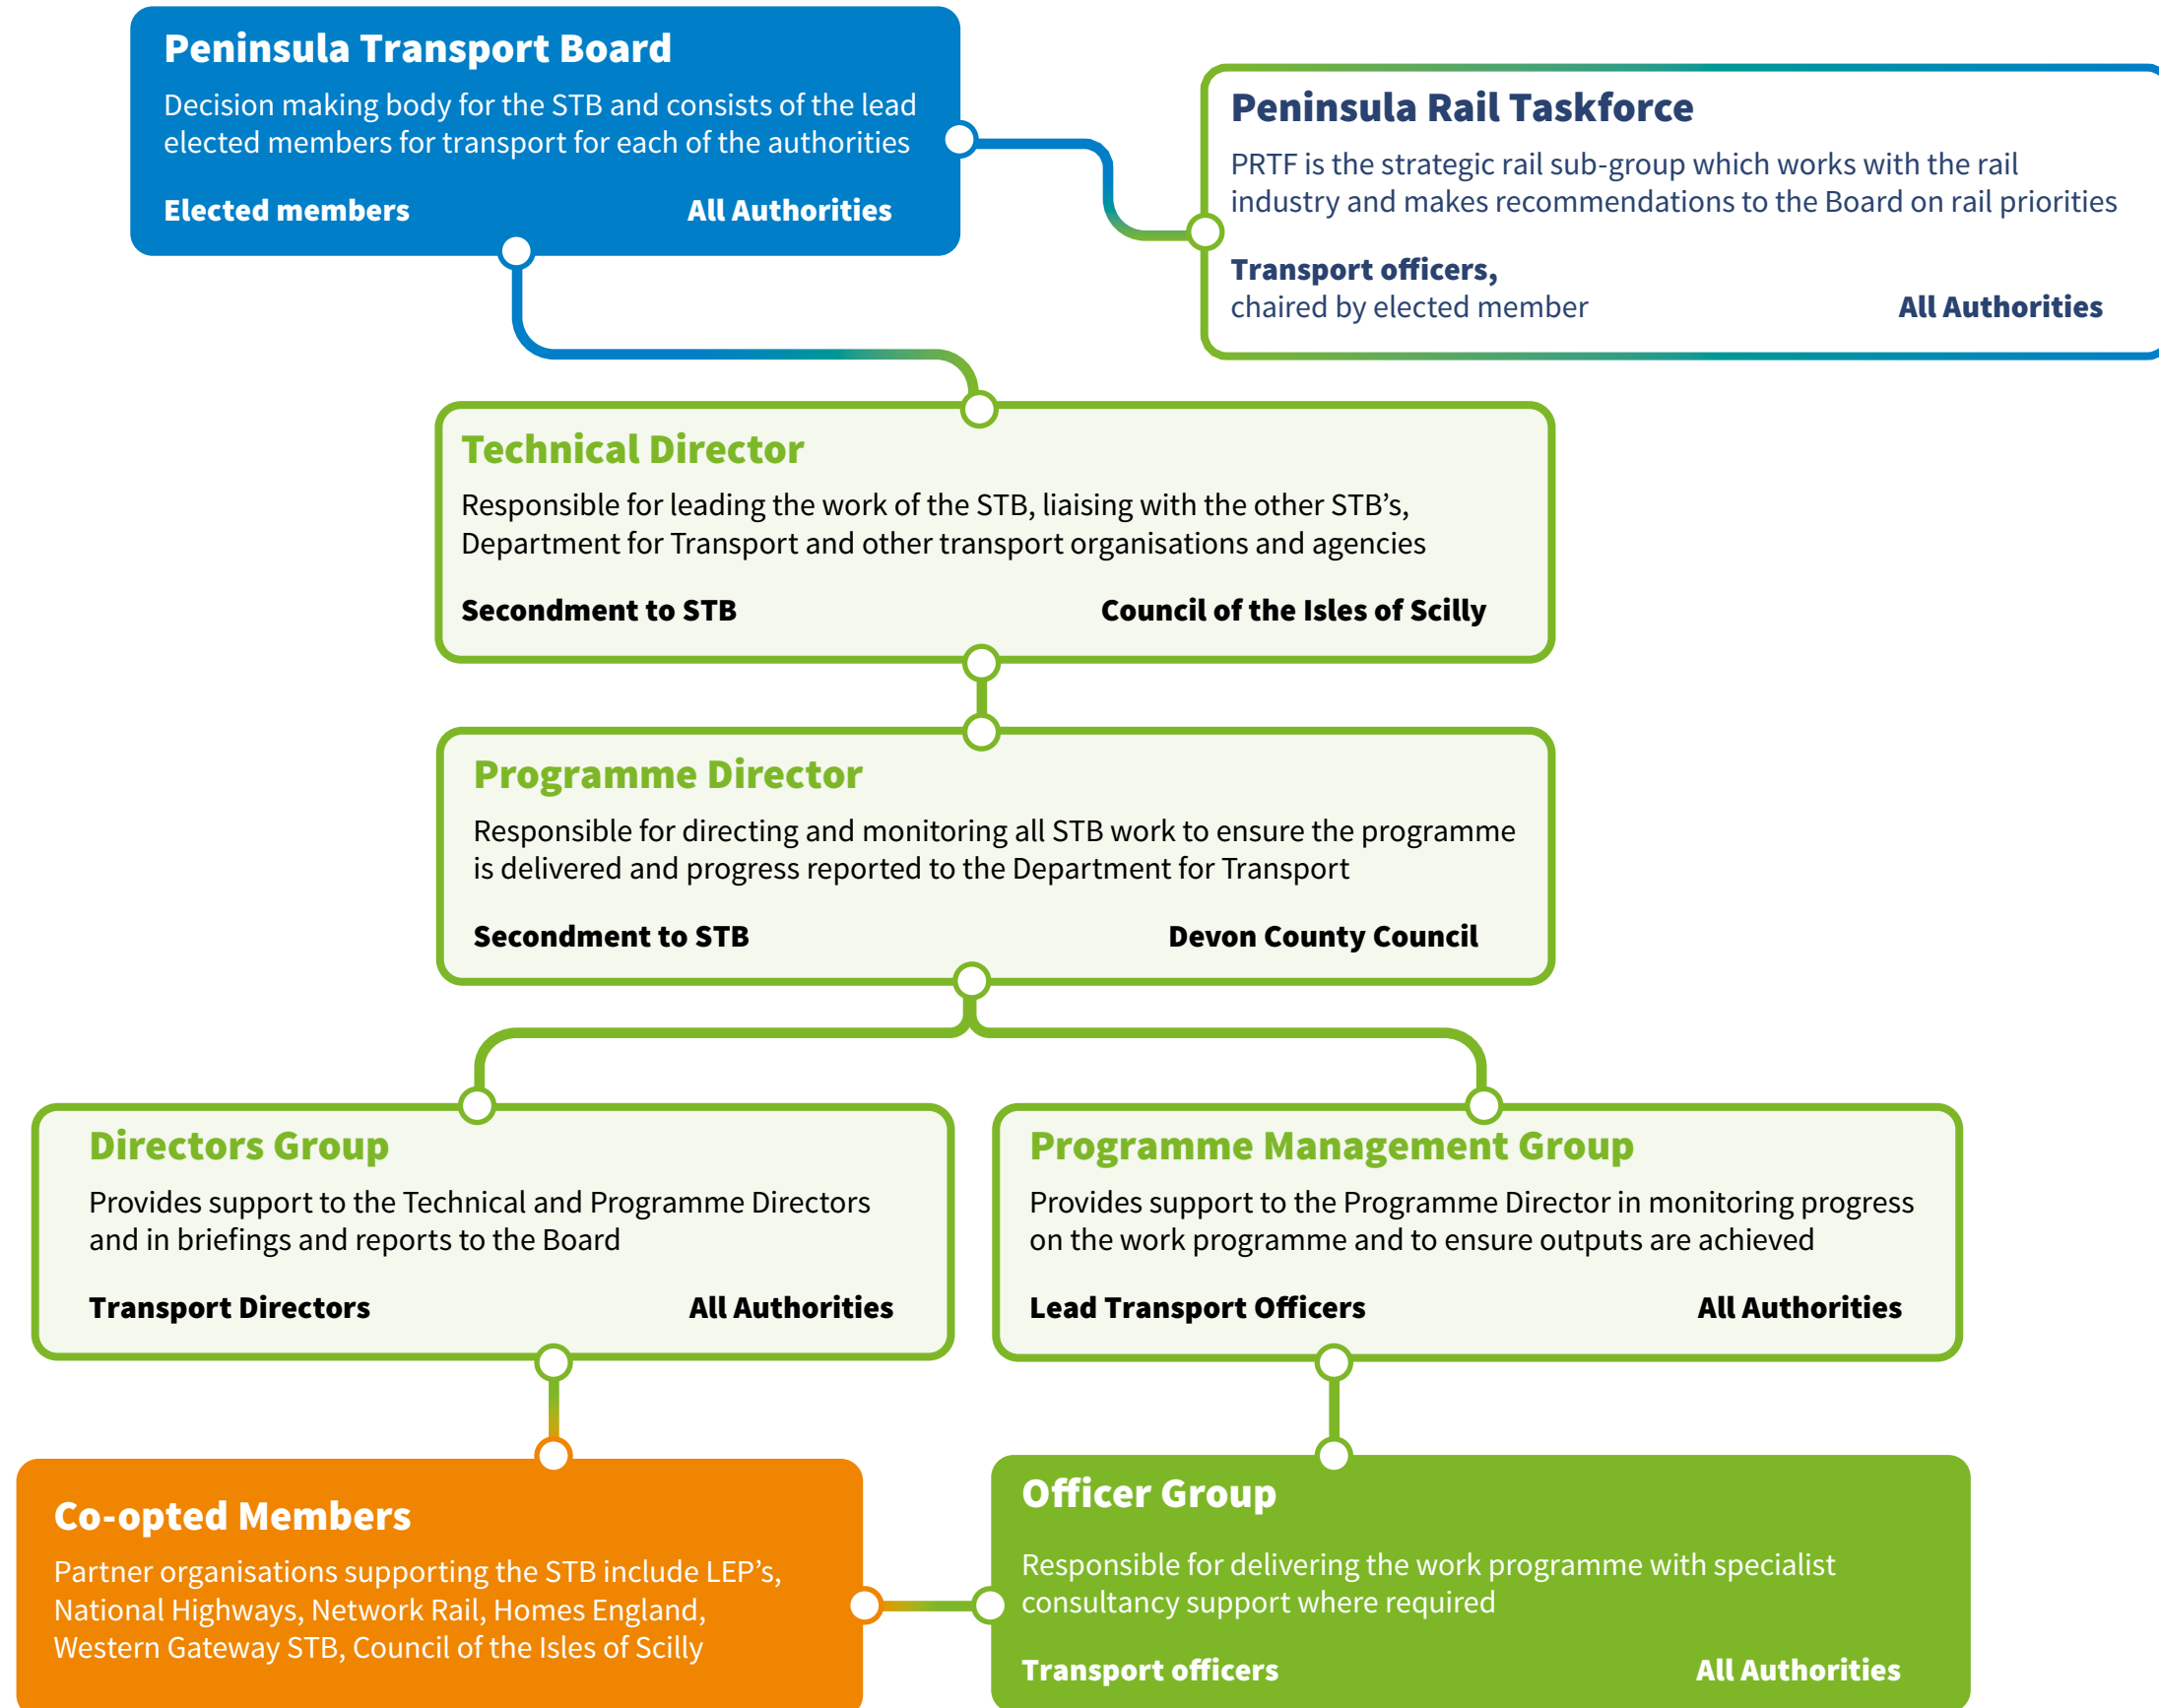 Peninsula Transport Board
Decision making body for the STB and consists of the lead
elected members for transport for each of the authorities
Elected members All Authorities
Peninsula Rail Taskforce
PRTF is the strategic rail sub-group which works with the rail
industry and makes recommendations to the Board on rail priorities
Transport officers,
chaired by elected member All Authorities
Technical Director
Responsible for leading the work of the STB, liaising with the other STB’s,
Department for Transport and other transport organisations and agencies
Secondment to STB Council of the Isles of Scilly
Programme Director
Responsible for directing and monitoring all STB work to ensure the programme
is delivered and progress reported to the Department for Transport
Secondment to STB Devon County Council
Directors Group
Provides support to the Technical and Programme Directors
and in briefings and reports to the Board
Transport Directors All Authorities
Programme Management Group
Provides support to the Programme Director in monitoring progress
on the work programme and to ensure outputs are achieved
Lead Transport Officers All Authorities
Co-opted Members
Partner organisations supporting the STB include LEP’s,
National Highways, Network Rail, Homes England,
Western Gateway STB, Council of the Isles of Scilly
Officer Group
Responsible for delivering the work programme with specialist
consultancy support where required
Transport officers All Authorities